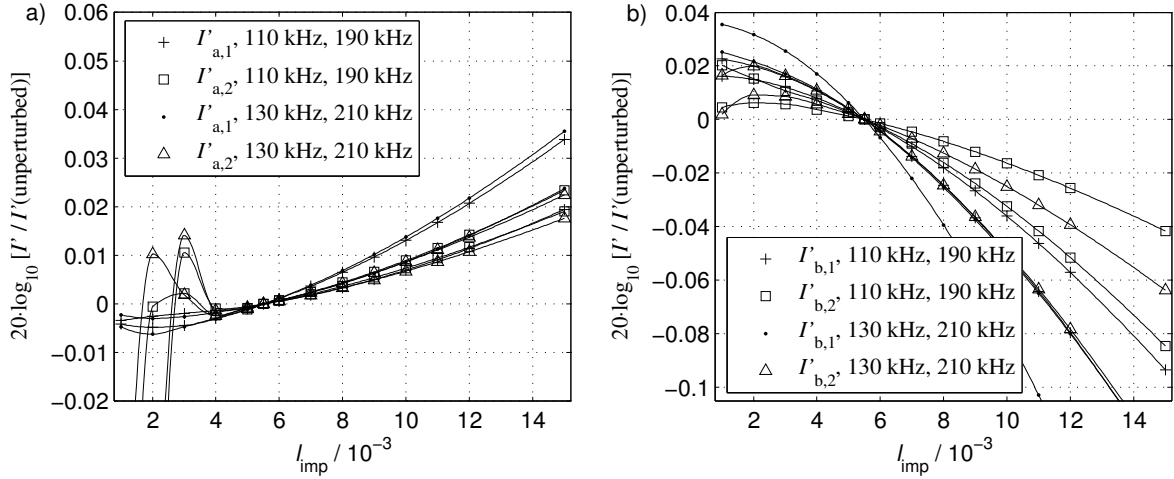 a)
20·log10 [I' / I'(unperturbed)]
0.06
0.05
0.04
0.03
0.02
0.01
0
−0.01
−0.02
I'a,1, 110 kHz, 190 kHz
I'a,2, 110 kHz, 190 kHz
I'a,1, 130 kHz, 210 kHz
I'a,2, 130 kHz, 210 kHz
2 4 6 8 10 12 14
limp / 10−3
b)
20·log10 [I' / I'(unperturbed)]
0.04
0.02
0
−0.02
−0.04
−0.06
−0.08
−0.1
I'b,1, 110 kHz, 190 kHz
I'b,2, 110 kHz, 190 kHz
I'b,1, 130 kHz, 210 kHz
I'b,2, 130 kHz, 210 kHz
2 4 6 8 10 12 14
limp / 10−3